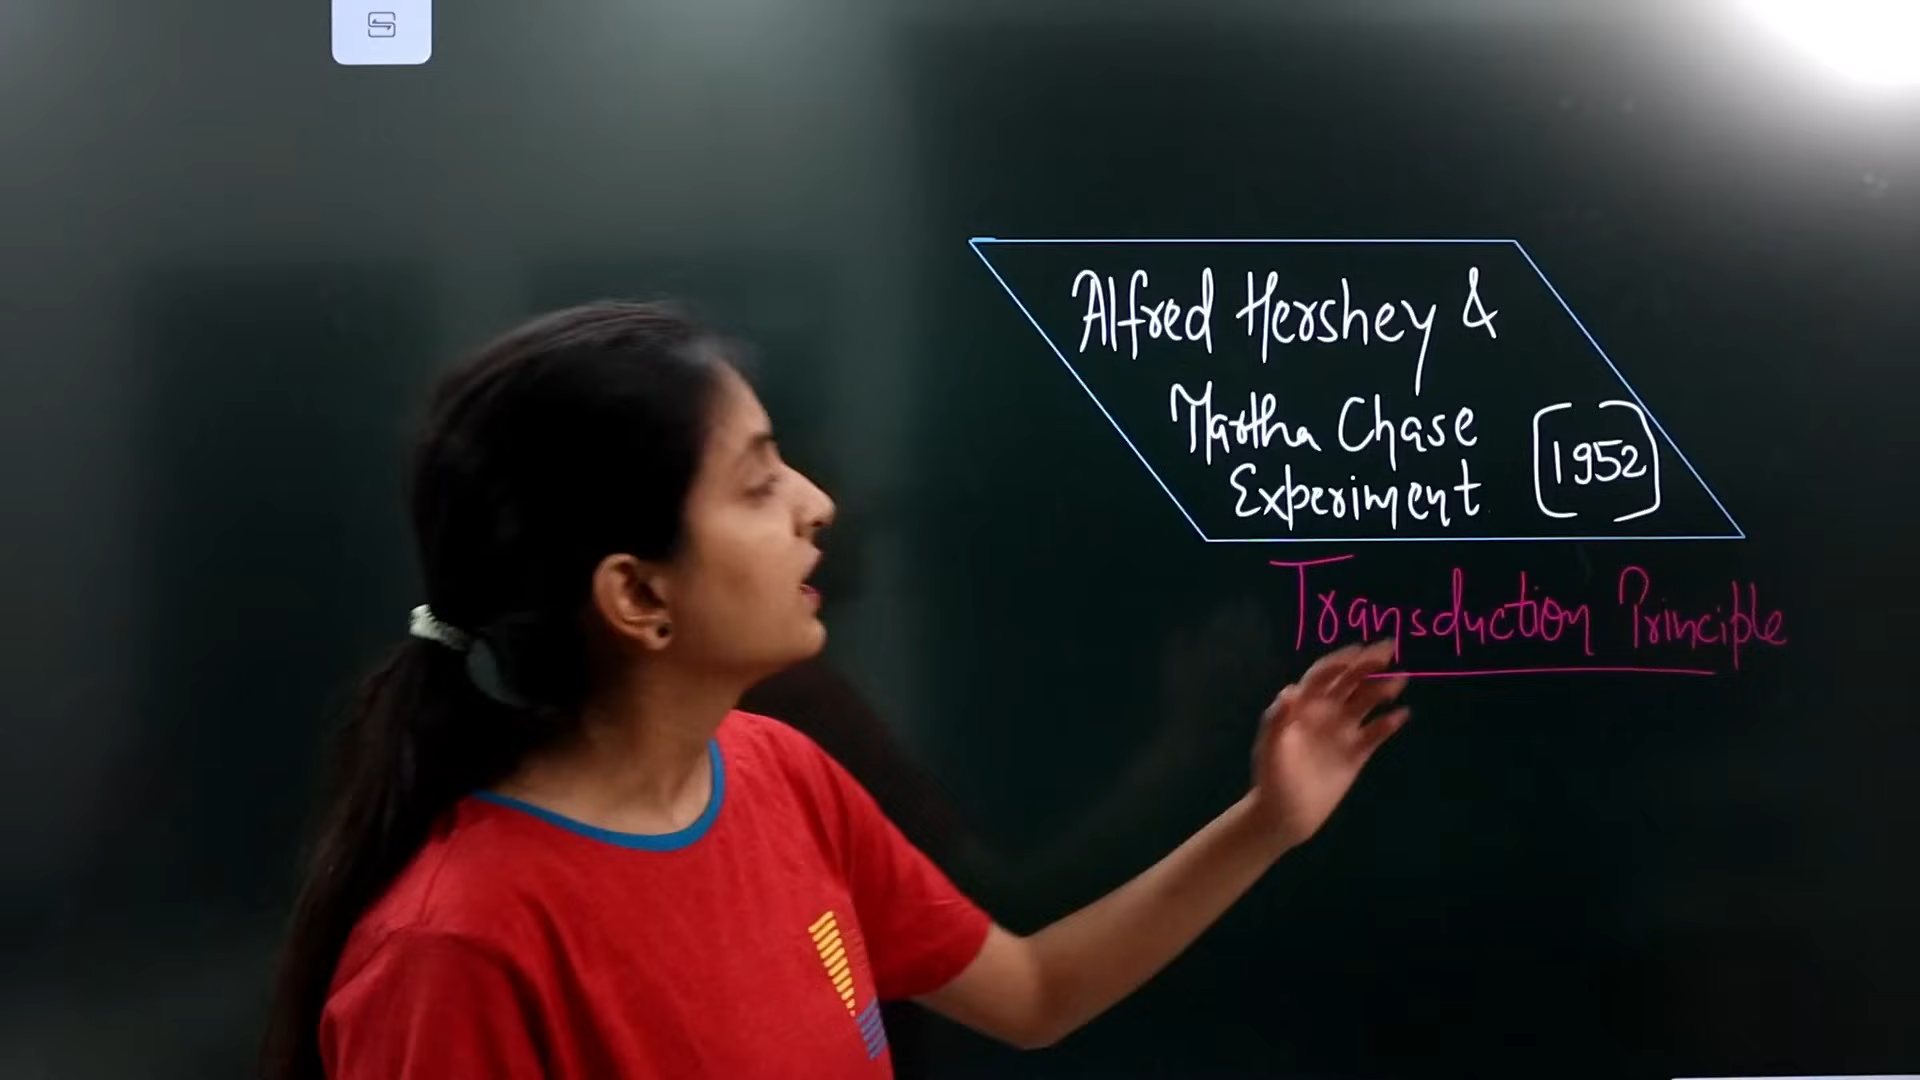 Alfred Hershey &
Martha Chase
Experiment [1952]
Transduction Principle